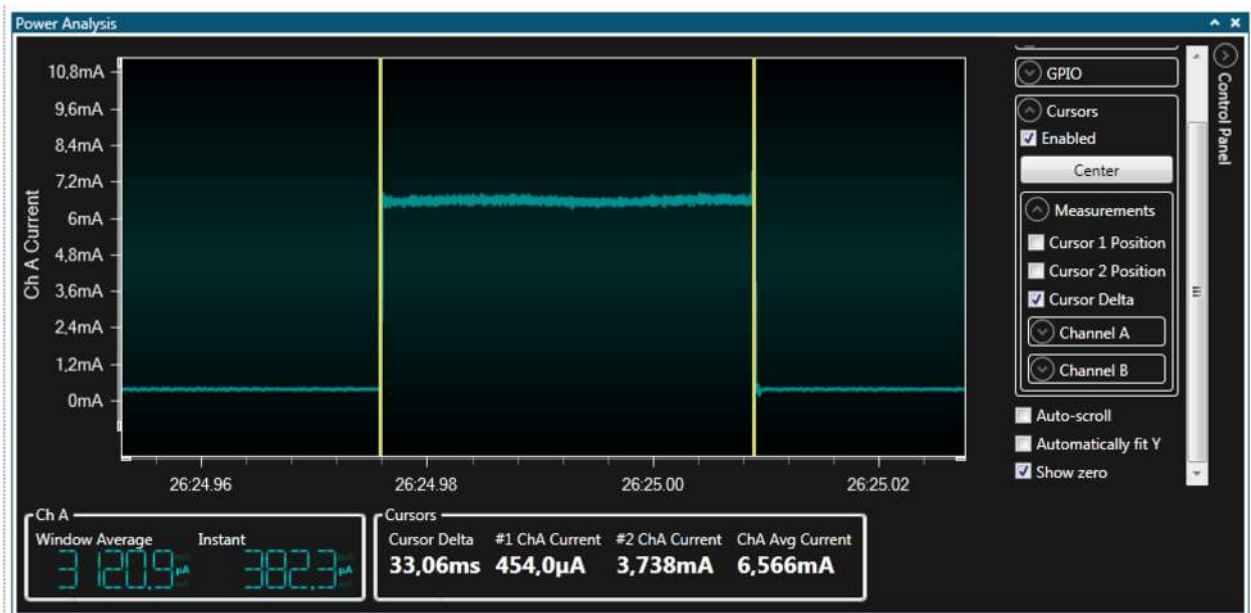 Power Analysis
10,8mA
9,6mA
8,4mA
7,2mA
6mA
4,8mA
3,6mA
2,4mA
1,2mA
0mA
Ch A Current
26:24.96 26:24.98 26:25.00 26:25.02
GPIO
Cursors
Enabled
Center
Measurements
Cursor 1 Position
Cursor 2 Position
Cursor Delta
Channel A
Channel B
Auto-scroll
Automatically fit Y
Show zero
Control Panel
Ch A
Window Average Instant
3120.9 µA 382.3 µA
Cursors
Cursor Delta #1 ChA Current #2 ChA Current ChA Avg Current
33,06ms 454,0µA 3,738mA 6,566mA